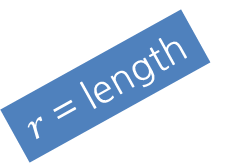 r = length